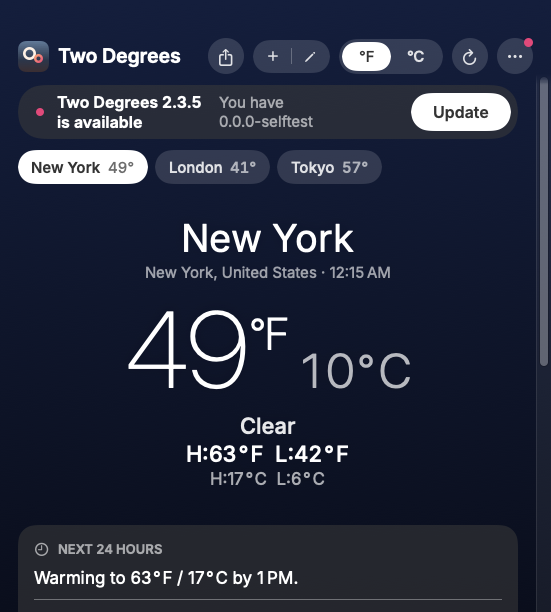 Two Degrees
°F
°C
Two Degrees 2.3.5
is available
You have
0.0.0-selftest
Update
New York 49°
London 41°
Tokyo 57°
New York
New York, United States · 12:15 AM
49°F 10°C
Clear
H:63°F L:42°F
H:17°C L:6°C
NEXT 24 HOURS
Warming to 63°F / 17°C by 1 PM.